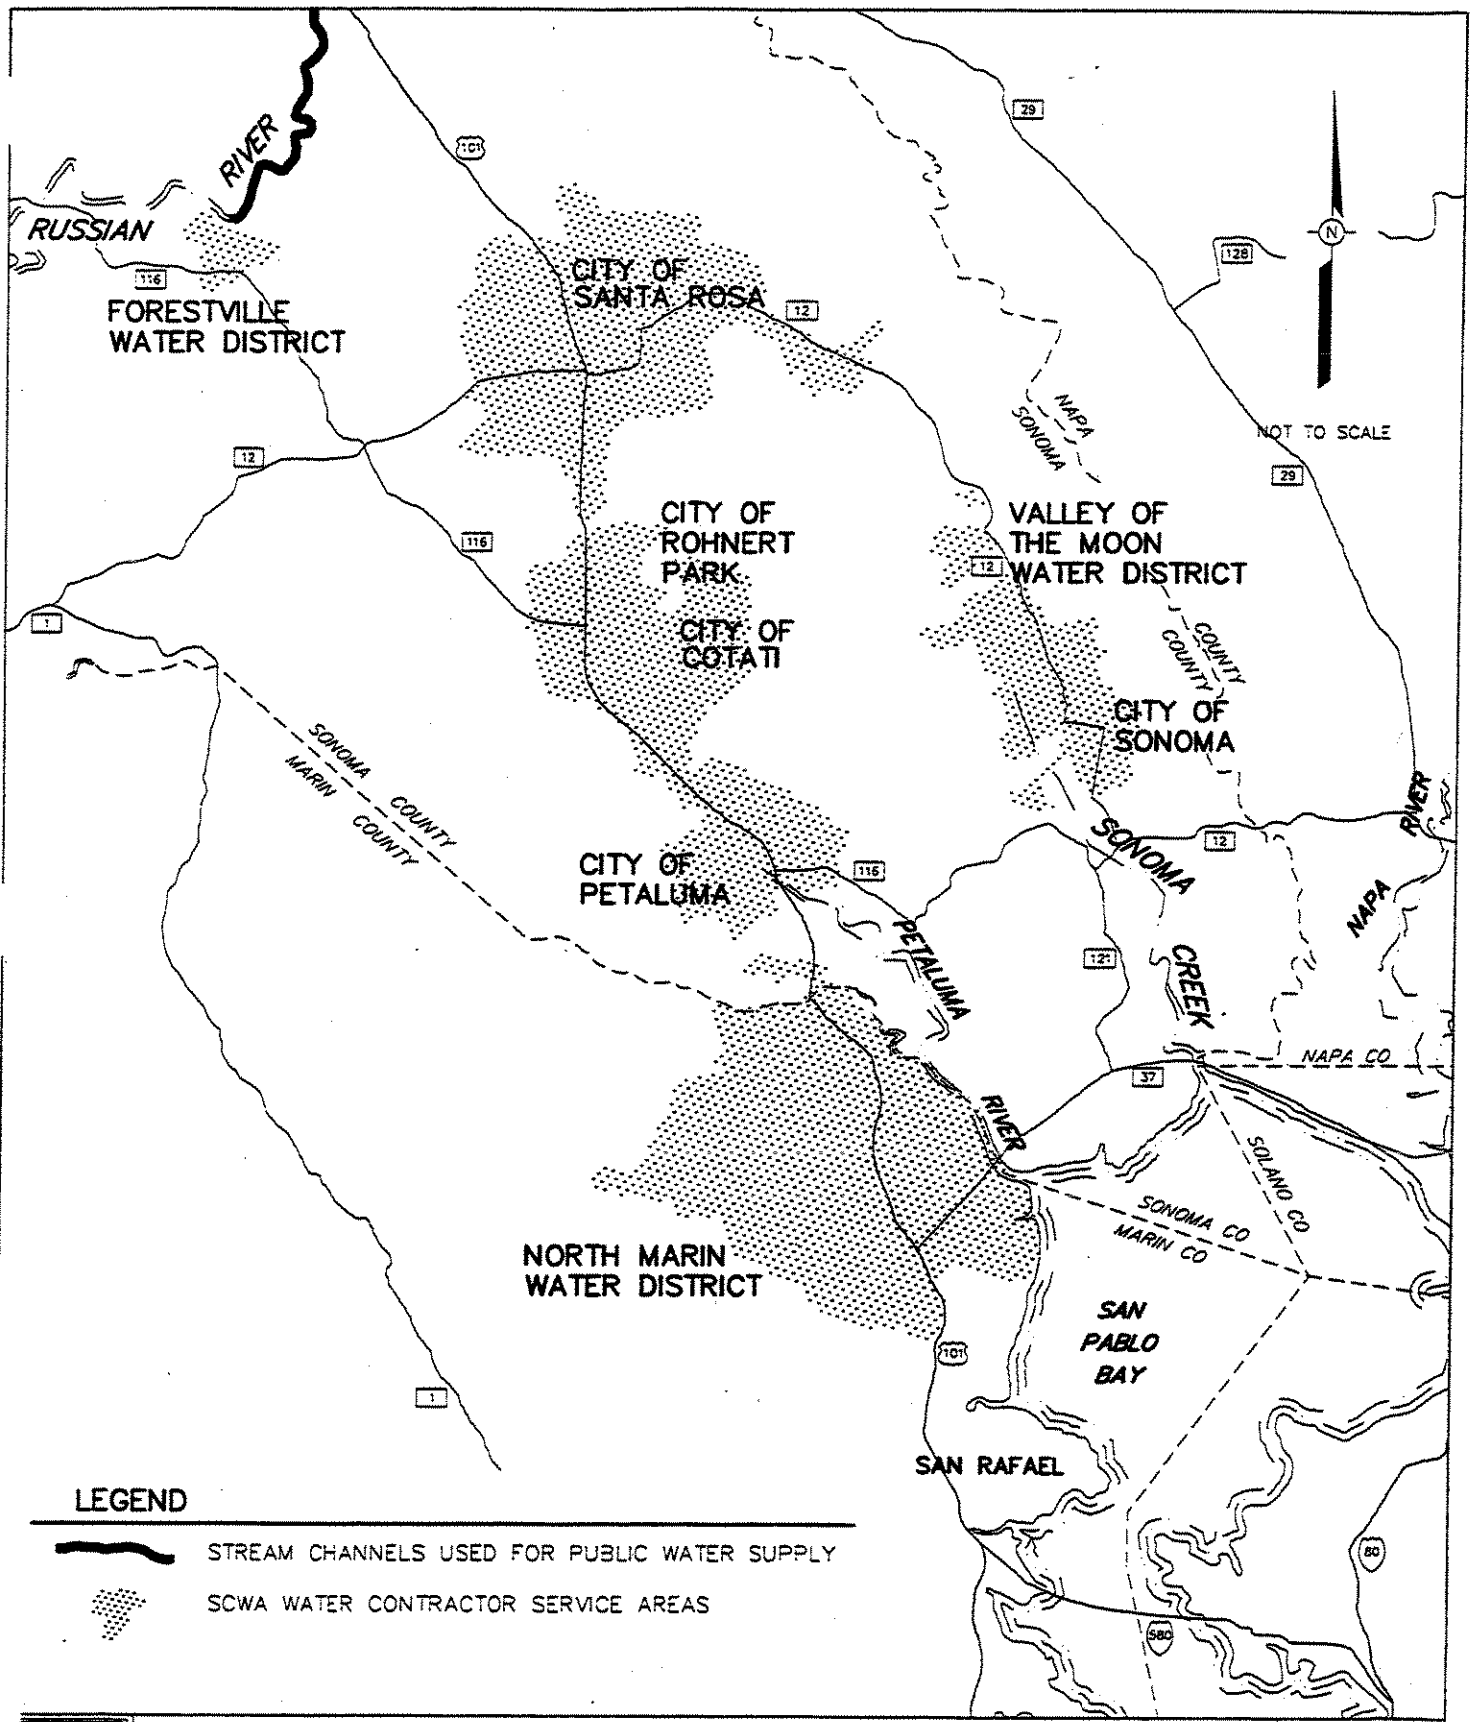 29
101
RIVER
RUSSIAN
N
128
116
CITY OF
SANTA ROSA
12
FORESTVILLE
WATER DISTRICT
NAPA
SONOMA
NOT TO SCALE
12
29
CITY OF
ROHNERT
PARK
VALLEY OF
THE MOON
WATER DISTRICT
116
12
1
CITY OF
COTATI
COUNTY
COUNTY
CITY OF
SONOMA
SONOMA
MARIN
COUNTY
COUNTY
RIVER
NAPA
SONOMA
CREEK
12
CITY OF
PETALUMA
116
PETALUMA
RIVER
121
NAPA CO
37
SOLANO CO
SONOMA CO
MARIN CO
NORTH MARIN
WATER DISTRICT
SAN
PABLO
BAY
101
1
SAN RAFAEL
80
580
LEGEND
STREAM CHANNELS USED FOR PUBLIC WATER SUPPLY
SCWA WATER CONTRACTOR SERVICE AREAS